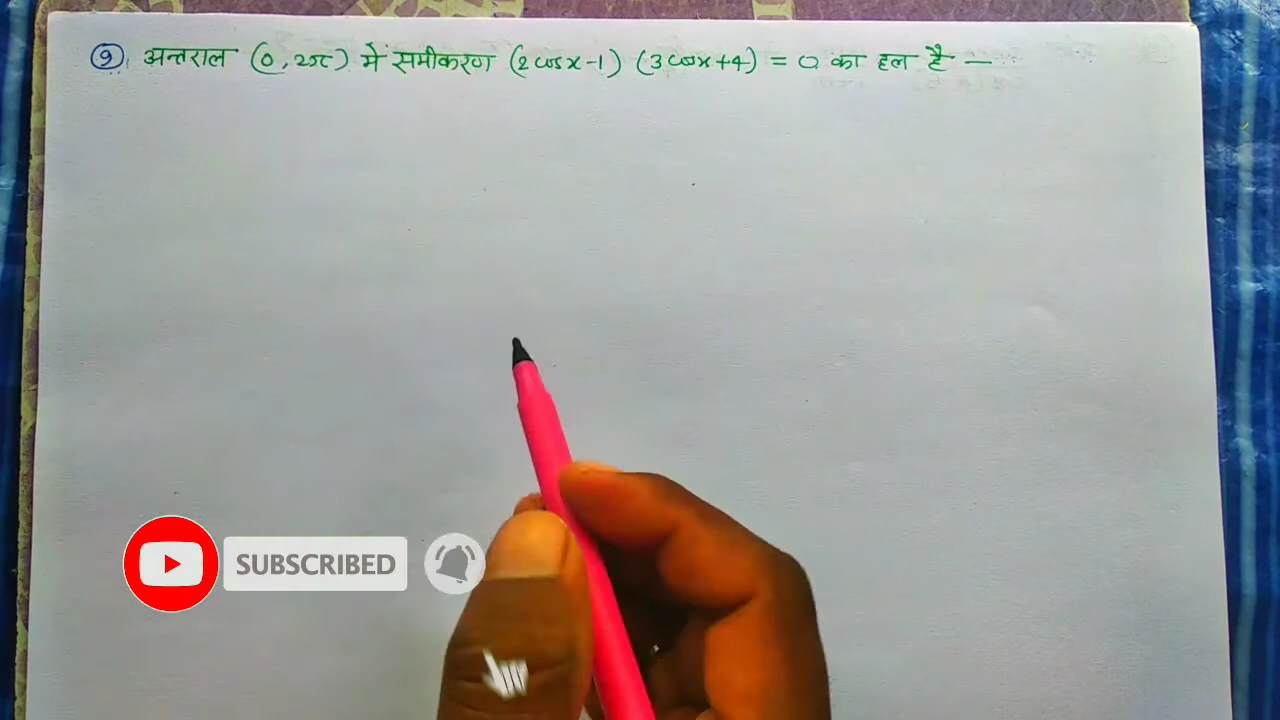 9. अन्तराल (0, 2π) में समीकरण (2cosx-1) (3cosx+4) = 0 का हल है —
SUBSCRIBED